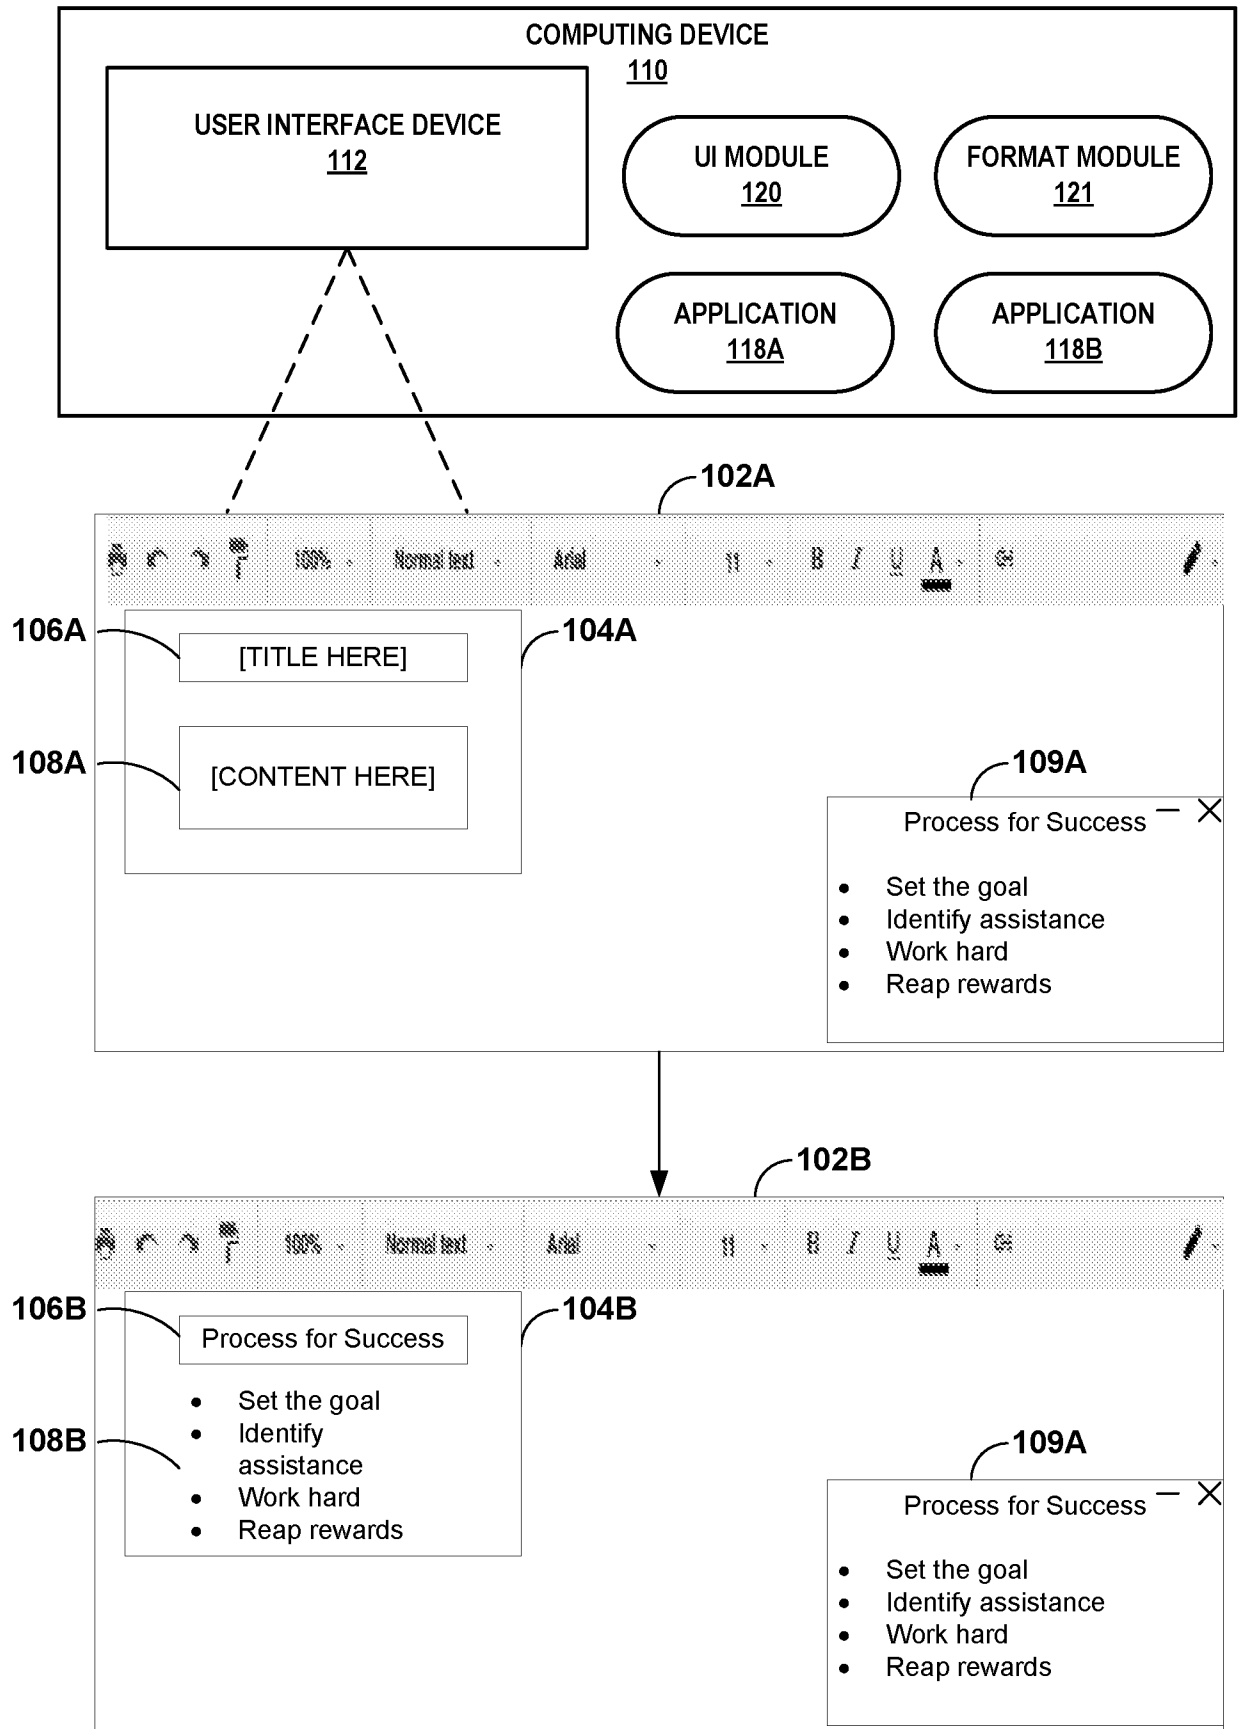 COMPUTING DEVICE
110
USER INTERFACE DEVICE
112
UI MODULE
120
FORMAT MODULE
121
APPLICATION
118A
APPLICATION
118B
102A
100% Normal text Arial 11 B I U A
106A
[TITLE HERE]
104A
108A
[CONTENT HERE]
109A
Process for Success
• Set the goal
• Identify assistance
• Work hard
• Reap rewards
102B
100% Normal text Arial 11 B I U A
106B
Process for Success
104B
108B
• Set the goal
• Identify
assistance
• Work hard
• Reap rewards
109A
Process for Success
• Set the goal
• Identify assistance
• Work hard
• Reap rewards